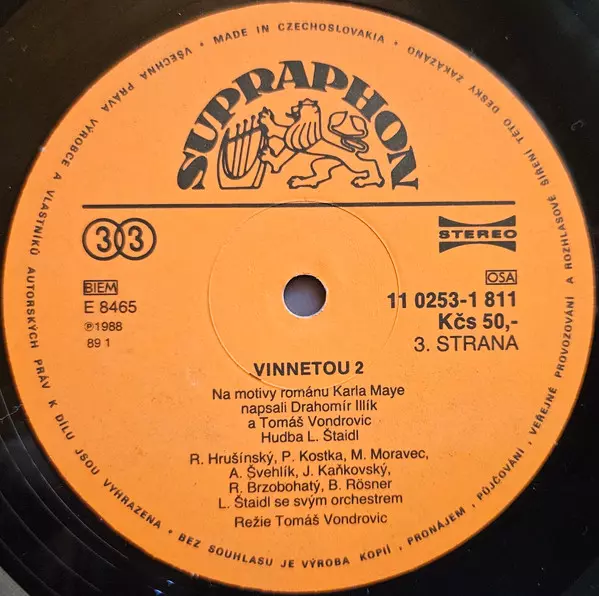 • MADE IN CZECHOSLOVAKIA •
VŠECHNA PRÁVA VÝROBCE A VLASTNÍKŮ AUTORSKÝCH PRÁV K DÍLU JSOU VYHRAZENA • BEZ SOUHLASU JE VÝROBA KOPIÍ , PRONÁJEM , PŮJČOVÁNÍ , VEŘEJNÉ PROVOZOVÁNÍ A ROZHLASOVÉ ŠÍŘENÍ TÉTO DESKY ZAKÁZÁNO
SUPRAPHON
33
STEREO
BIEM
E 8465
℗1988
89 1
OSA
11 0253-1 811
Kčs 50,-
3. STRANA
VINNETOU 2
Na motivy románu Karla Maye
napsali Drahomír Illík
a Tomáš Vondrovic
Hudba L. Štaidl
R. Hrušínský, P. Kostka, M. Moravec,
A. Švehlík, J. Kaňkovský,
R. Brzobohatý, B. Rösner
L. Štaidl se svým orchestrem
Režie Tomáš Vondrovic